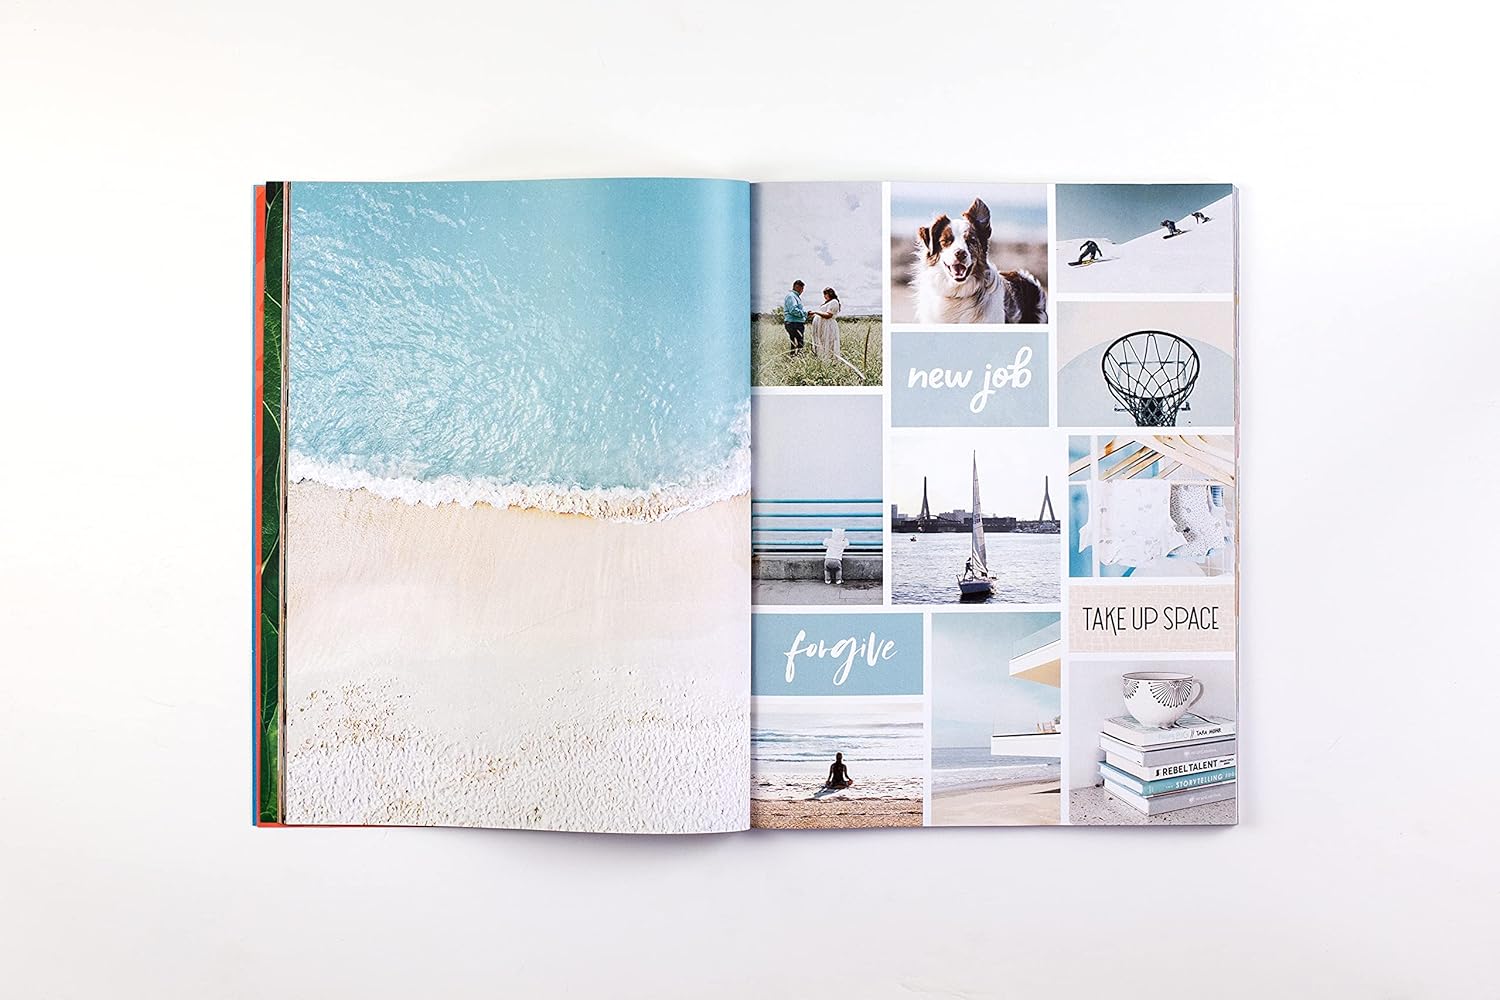 new job
forgive
TAKE UP SPACE
TARA MOHR
REBEL TALENT
STORYTELLING